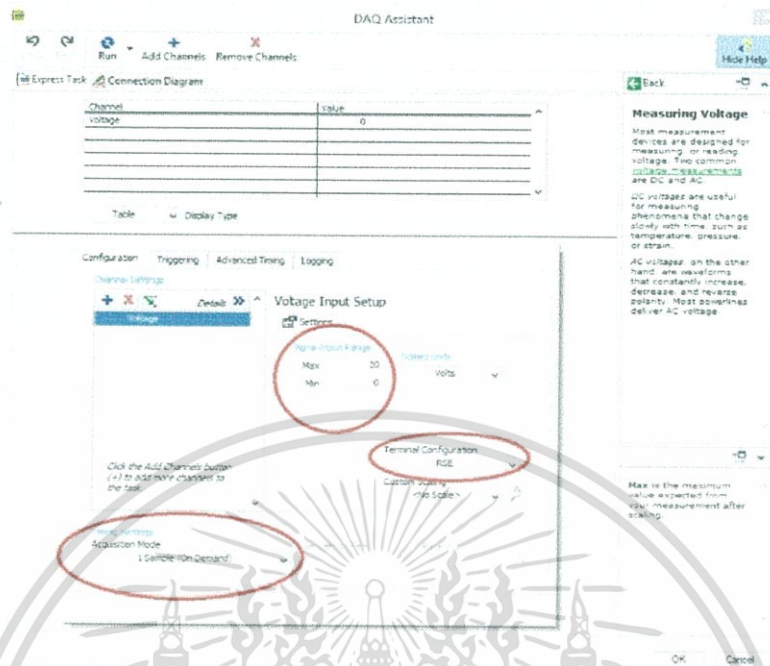 DAQ Assistant
Run
Add Channels
Remove Channels
Hide Help
Express Task
Connection Diagram
Back
Channel
Value
Voltage
0
Table
Display Type
Measuring Voltage
Most measurement
devices are designed for
measuring, or reading,
voltage. Two common
voltage measurements
are DC and AC.
DC voltages are useful
for measuring
phenomena that change
slowly with time, such as
temperature, pressure,
or strain.
AC voltages, on the other
hand, are waveforms
that constantly increase,
decrease, and reverse
polarity. Most powerlines
deliver AC voltage.
Configuration
Triggering
Advanced Timing
Logging
Channel Settings
Details
Voltage
Click the Add Channels button
(+) to add more channels to
the task.
Votage Input Setup
Settings
Signal Input Range
Max 20
Min 0
Scaled Units
Volts
Terminal Configuration
RSE
Custom Scaling
<No Scale>
Timing Settings
Acquisition Mode
1 Sample (On Demand)
Max is the maximum
value expected from
your measurement after
scaling.
OK
Cancel